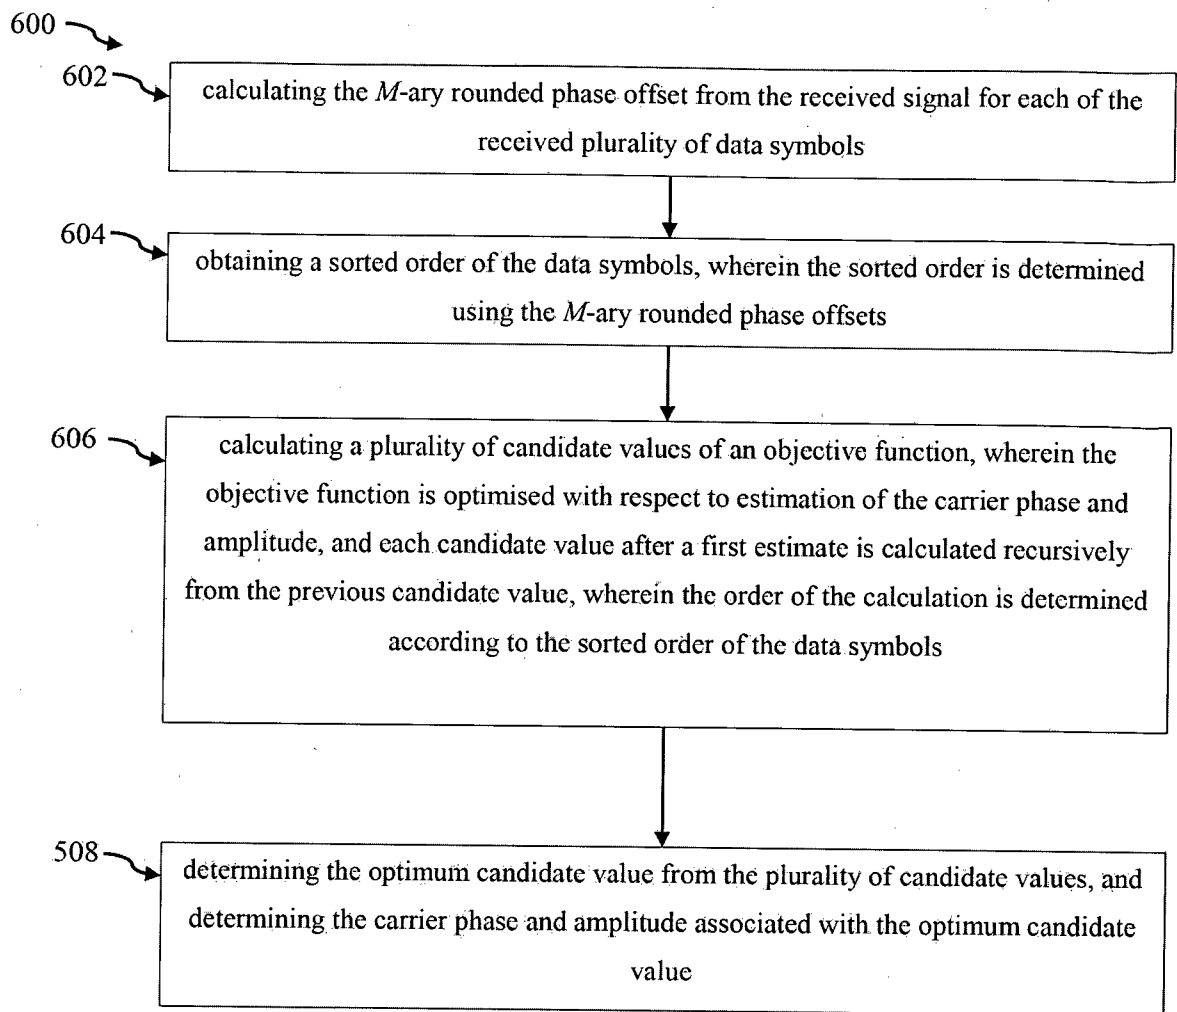 600
602
calculating the M-ary rounded phase offset from the received signal for each of the
received plurality of data symbols
604
obtaining a sorted order of the data symbols, wherein the sorted order is determined
using the M-ary rounded phase offsets
606
calculating a plurality of candidate values of an objective function, wherein the
objective function is optimised with respect to estimation of the carrier phase and
amplitude, and each candidate value after a first estimate is calculated recursively
from the previous candidate value, wherein the order of the calculation is determined
according to the sorted order of the data symbols
508
determining the optimum candidate value from the plurality of candidate values, and
determining the carrier phase and amplitude associated with the optimum candidate
value